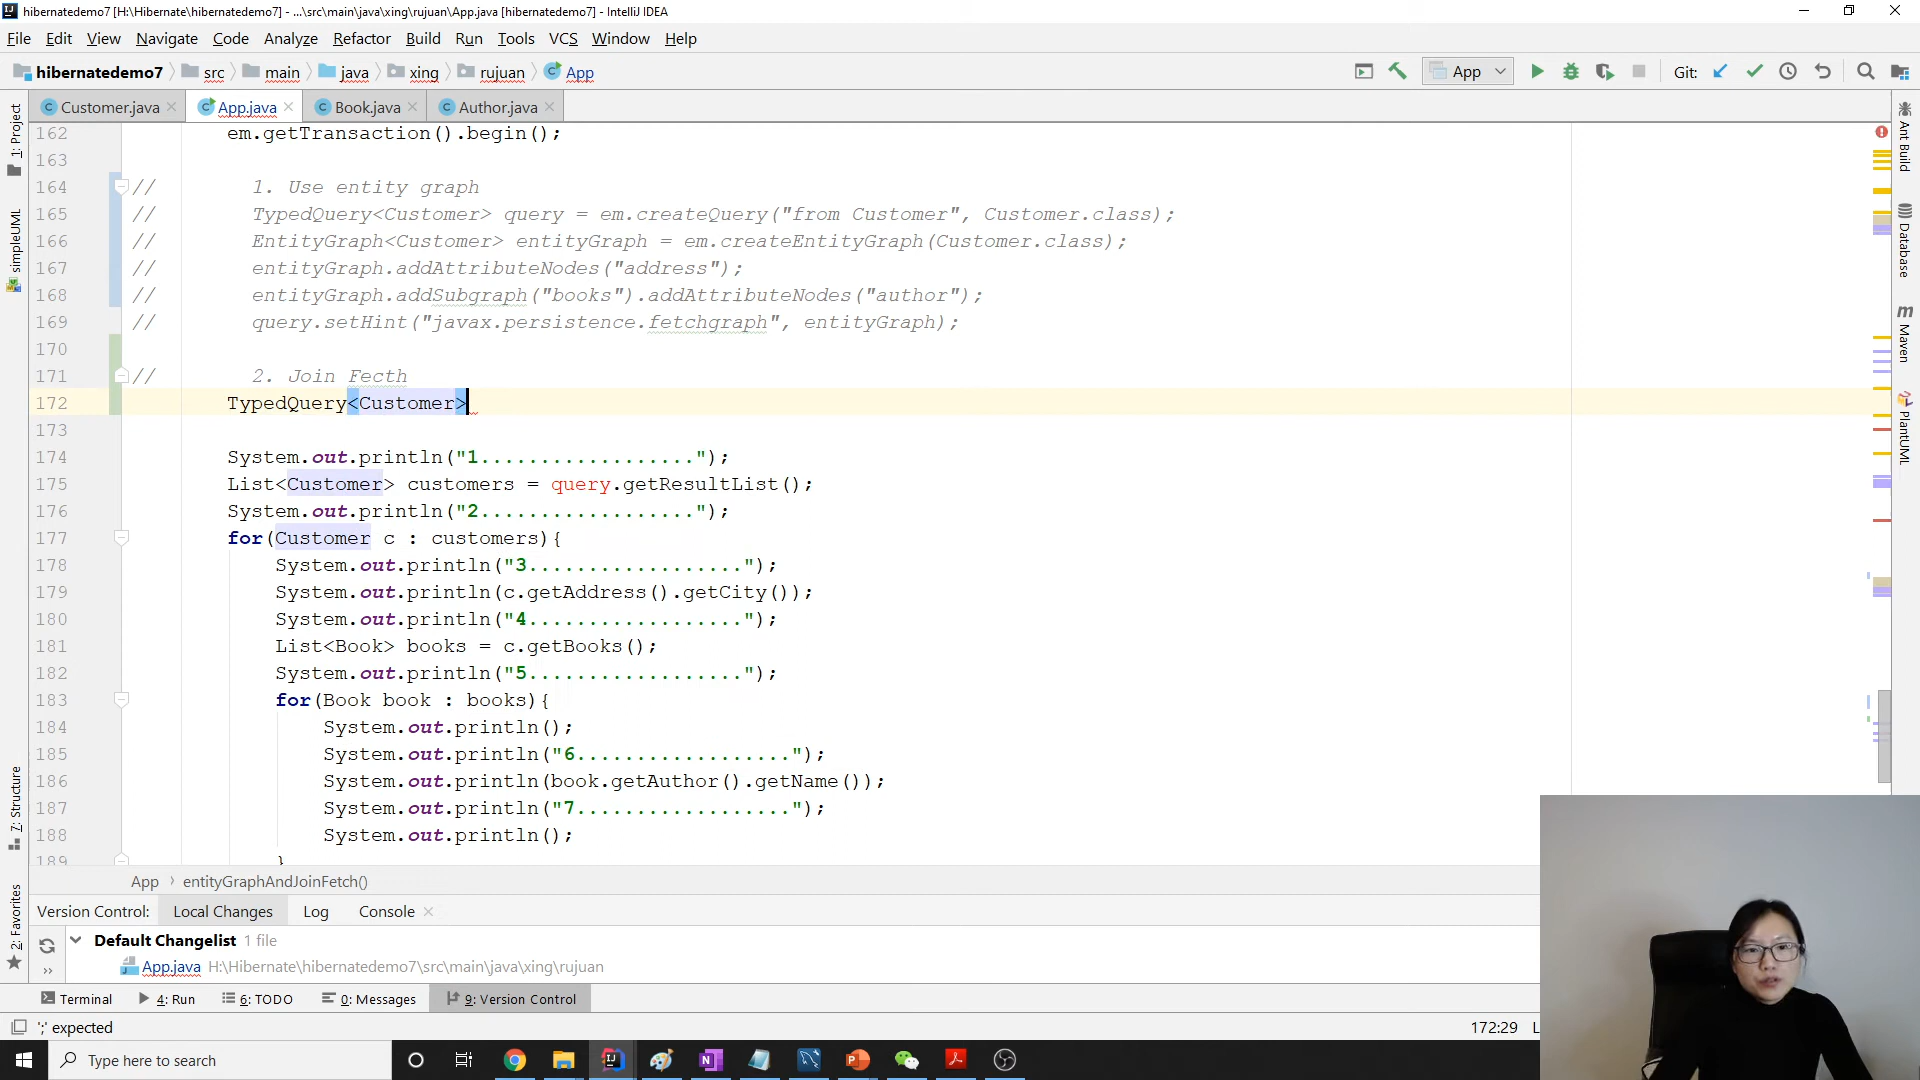 hibernatedemo7 [H:\Hibernate\hibernatedemo7] - ...\src\main\java\xing\rujuan\App.java [hibernatedemo7] - IntelliJ IDEA
File Edit View Navigate Code Analyze Refactor Build Run Tools VCS Window Help
hibernatedemo7 src main java xing rujuan App App Git:
Customer.java App.java Book.java Author.java
1: Project
simpleUML
7: Structure
2: Favorites
162 em.getTransaction().begin();
163
164 // 1. Use entity graph
165 // TypedQuery<Customer> query = em.createQuery("from Customer", Customer.class);
166 // EntityGraph<Customer> entityGraph = em.createEntityGraph(Customer.class);
167 // entityGraph.addAttributeNodes("address");
168 // entityGraph.addSubgraph("books").addAttributeNodes("author");
169 // query.setHint("javax.persistence.fetchgraph", entityGraph);
170
171 // 2. Join Fecth
172 TypedQuery<Customer>
173
174 System.out.println("1..................");
175 List<Customer> customers = query.getResultList();
176 System.out.println("2..................");
177 for(Customer c : customers){
178 System.out.println("3..................");
179 System.out.println(c.getAddress().getCity());
180 System.out.println("4..................");
181 List<Book> books = c.getBooks();
182 System.out.println("5..................");
183 for(Book book : books){
184 System.out.println();
185 System.out.println("6..................");
186 System.out.println(book.getAuthor().getName());
187 System.out.println("7..................");
188 System.out.println();
189 }
Ant Build
Database
Maven
PlantUML
App entityGraphAndJoinFetch()
Version Control: Local Changes Log Console
Default Changelist 1 file
App.java H:\Hibernate\hibernatedemo7\src\main\java\xing\rujuan
Terminal 4: Run 6: TODO 0: Messages 9: Version Control
';' expected 172:29
Type here to search